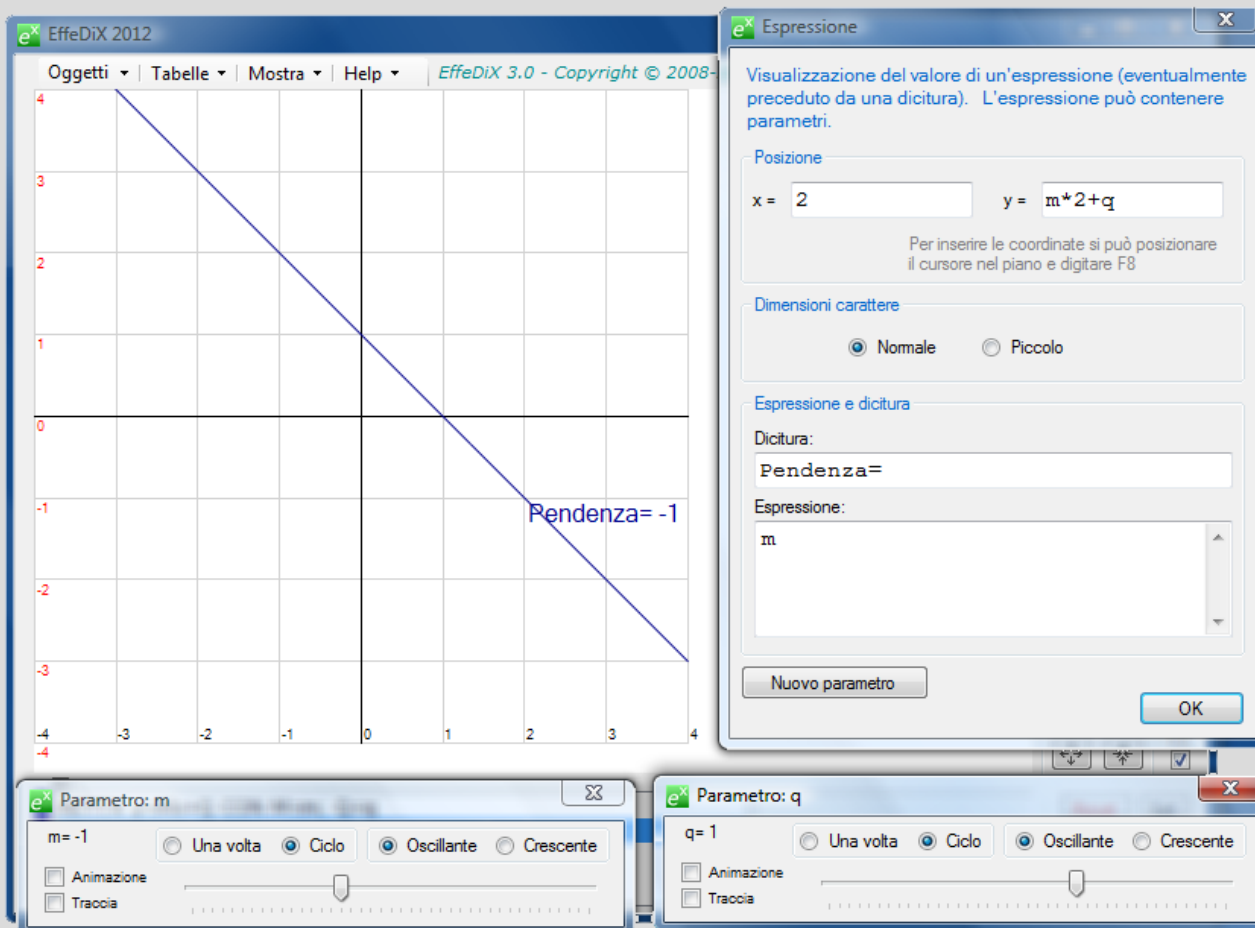 EffeDiX 2012
Oggetti Tabelle Mostra Help EffeDiX 3.0 - Copyright © 2008-
4
3
2
1
0
-1
-2
-3
-4 -3 -2 -1 0 1 2 3 4
-4
Pendenza= -1
Espressione
Visualizzazione del valore di un'espressione (eventualmente
preceduto da una dicitura). L'espressione può contenere
parametri.
Posizione
x = 2 y = m*2+q
Per inserire le coordinate si può posizionare
il cursore nel piano e digitare F8
Dimensioni carattere
Normale Piccolo
Espressione e dicitura
Dicitura:
Pendenza=
Espressione:
m
Nuovo parametro
OK
Parametro: m
m= -1 Una volta Ciclo Oscillante Crescente
Animazione
Traccia
Parametro: q
q= 1 Una volta Ciclo Oscillante Crescente
Animazione
Traccia